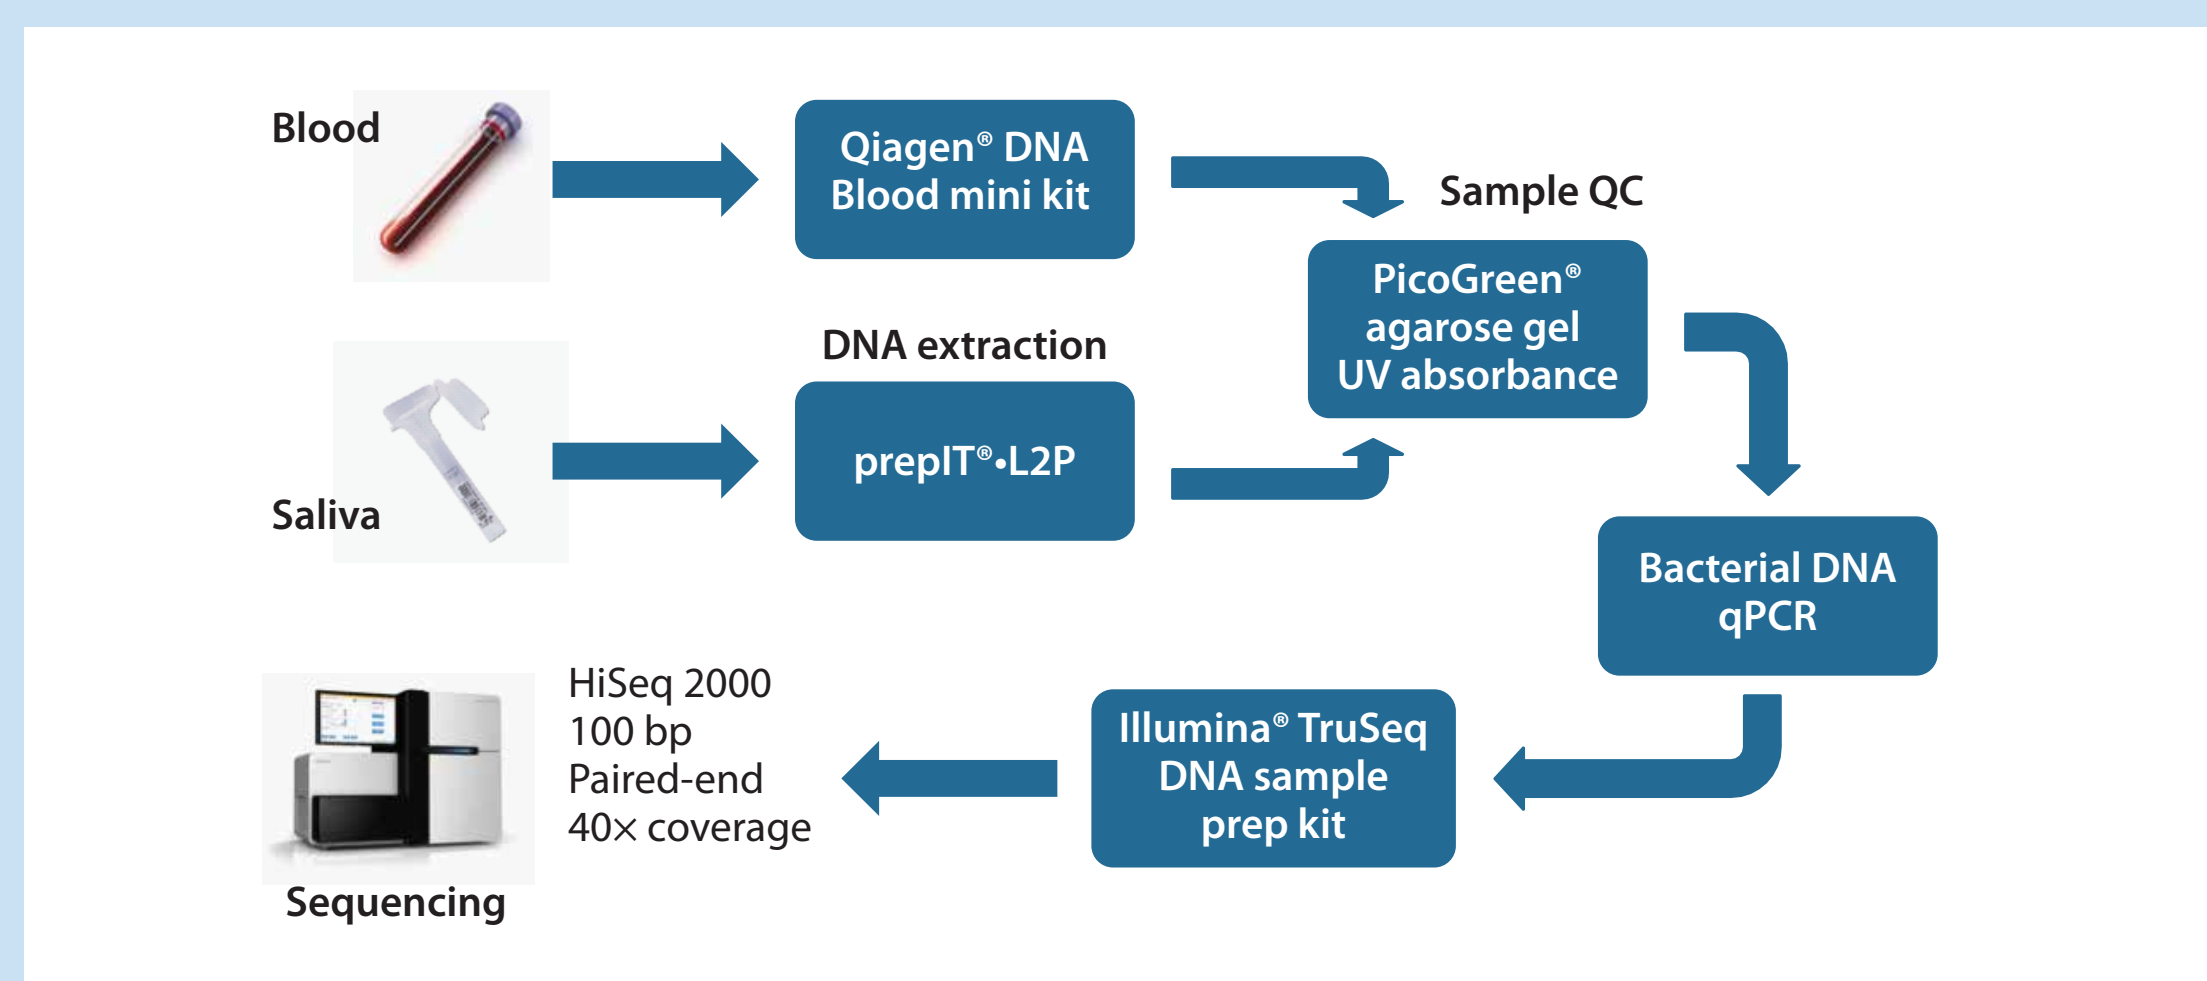 Blood
Qiagen® DNA
Blood mini kit
Sample QC
PicoGreen®
agarose gel
UV absorbance
DNA extraction
prepIT®•L2P
Saliva
Bacterial DNA
qPCR
Illumina® TruSeq
DNA sample
prep kit
HiSeq 2000
100 bp
Paired-end
40× coverage
Sequencing